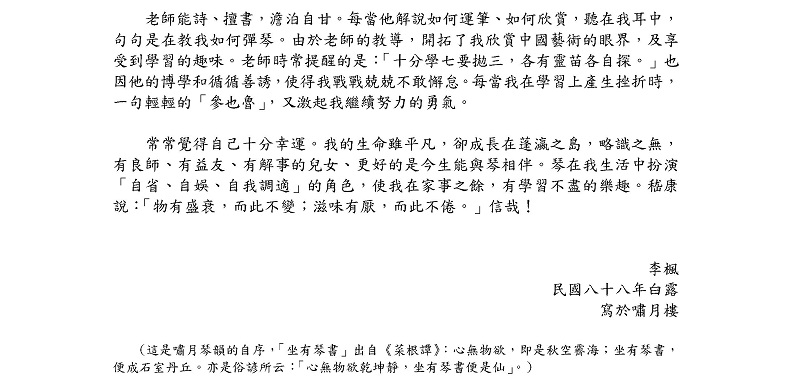 老師能詩、擅書，澹泊自甘。每當他解說如何運筆、如何欣賞，聽在我耳中，
句句是在教我如何彈琴。由於老師的教導，開拓了我欣賞中國藝術的眼界，及享
受到學習的趣味。老師時常提醒的是：「十分學七要拋三，各有靈苗各自探。」也
因他的博學和循循善誘，使得我戰戰兢兢不敢懈怠。每當我在學習上產生挫折時，
一句輕輕的「參也魯」，又激起我繼續努力的勇氣。
常常覺得自己十分幸運。我的生命雖平凡，卻成長在蓬瀛之島，略識之無，
有良師、有益友、有解事的兒女、更好的是今生能與琴相伴。琴在我生活中扮演
「自省、自娛、自我調適」的角色，使我在家事之餘，有學習不盡的樂趣。嵇康
說：「物有盛衰，而此不變；滋味有厭，而此不倦。」信哉！
李楓
民國八十八年白露
寫於嘯月樓
（這是嘯月琴韻的自序，「坐有琴書」出自《菜根譚》：心無物欲，即是秋空霽海；坐有琴書，
便成石室丹丘。亦是俗諺所云：「心無物欲乾坤靜，坐有琴書便是仙」。）